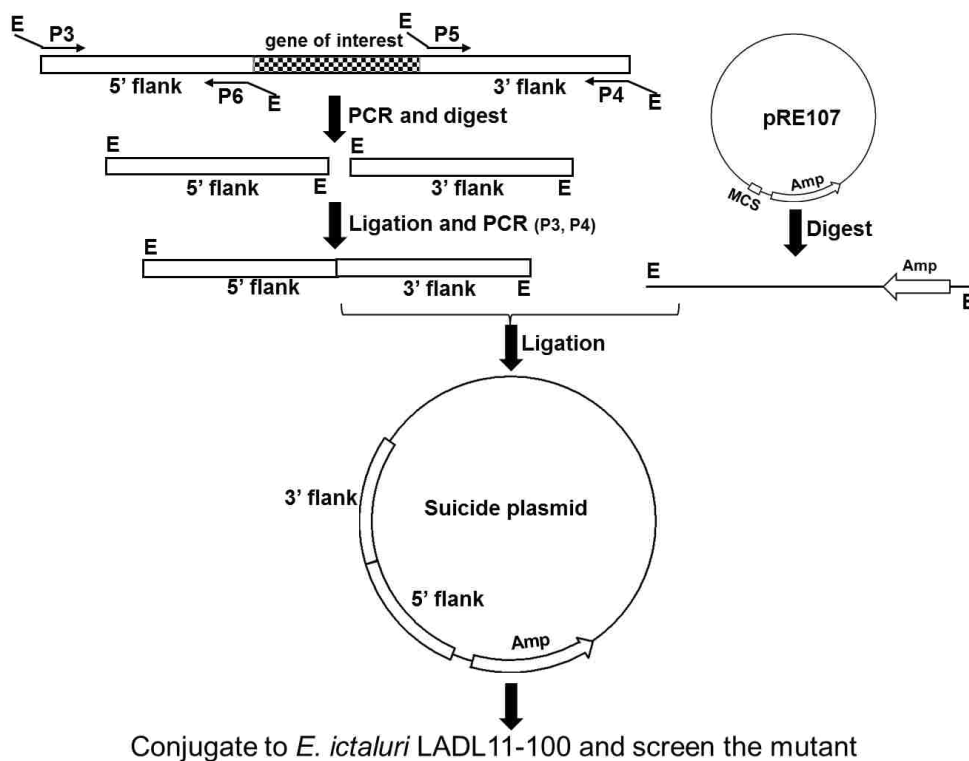 E
P3
E
P5
gene of interest
5' flank
P6
E
3' flank
P4
E
pRE107
MCS
Amp
PCR and digest
E
E
5' flank
E
3' flank
E
Digest
Ligation and PCR (P3, P4)
E
5' flank
3' flank
E
E
Amp
E
Ligation
3' flank
Suicide plasmid
5' flank
Amp
Conjugate to E. ictaluri LADL11-100 and screen the mutant